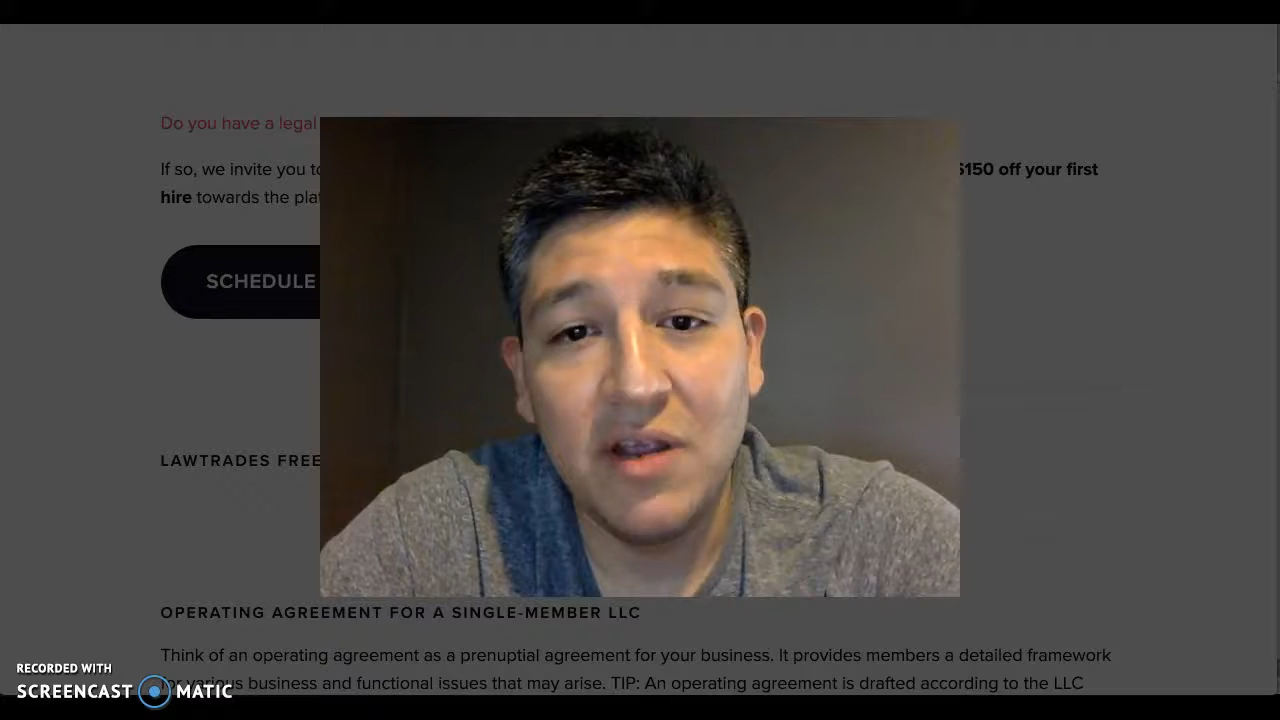 Do you have a legal
If so, we invite you to
$150 off your first
hire towards the
SCHEDULE
LAWTRADES FREE
OPERATING AGREEMENT FOR A SINGLE-MEMBER LLC
Think of an operating agreement as a prenuptial agreement for your business. It provides members a detailed framework
for various business and functional issues that may arise. TIP: An operating agreement is drafted according to the LLC
RECORDED WITH
SCREENCAST MATIC